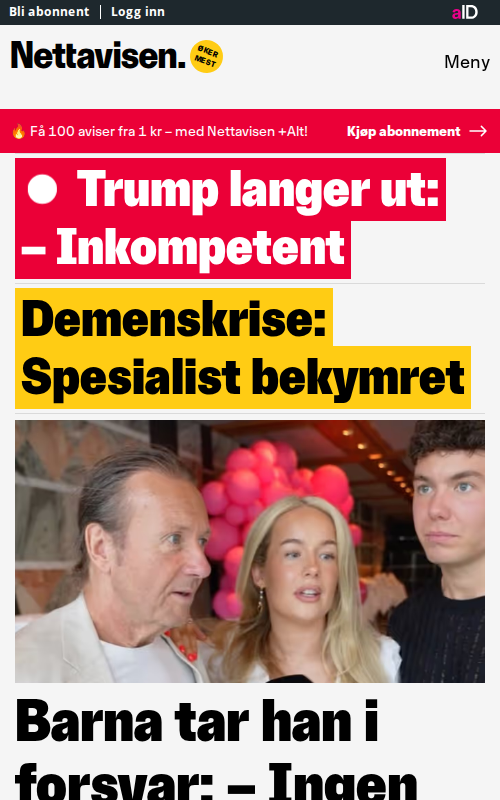 Bli abonnent | Logg inn
aID
Nettavisen.
ØKER
MEST
Meny
Få 100 aviser fra 1 kr – med Nettavisen +Alt!
Kjøp abonnement →
Trump langer ut:
– Inkompetent
Demenskrise:
Spesialist bekymret
Barna tar han i
forsvar: – Ingen